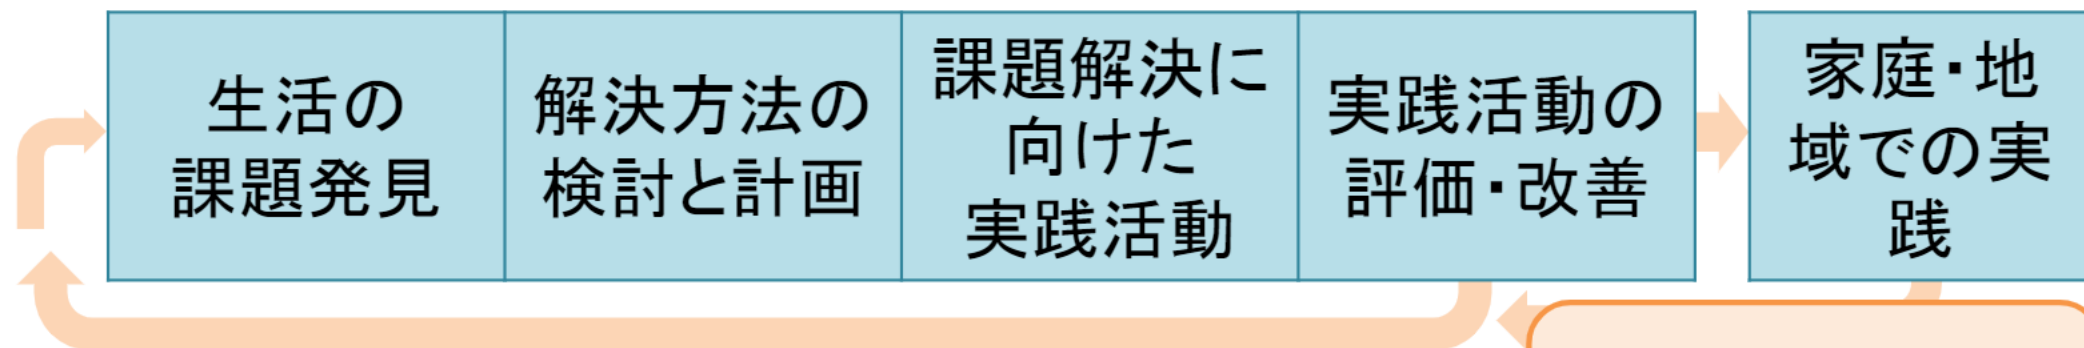 生活の
課題発見
解決方法の
検討と計画
課題解決に
向けた
実践活動
実践活動の
評価・改善
家庭・地
域での実
践